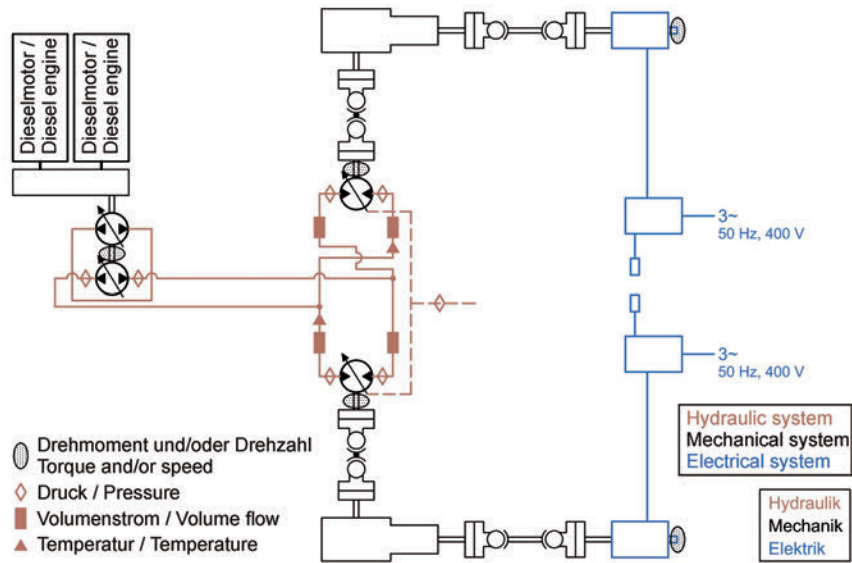 Dieselmotor /
Diesel engine
Dieselmotor /
Diesel engine
3~
50 Hz, 400 V
3~
50 Hz, 400 V
Drehmoment und/oder Drehzahl
Torque and/or speed
Druck / Pressure
Volumenstrom / Volume flow
Temperatur / Temperature
Hydraulic system
Mechanical system
Electrical system
Hydraulik
Mechanik
Elektrik